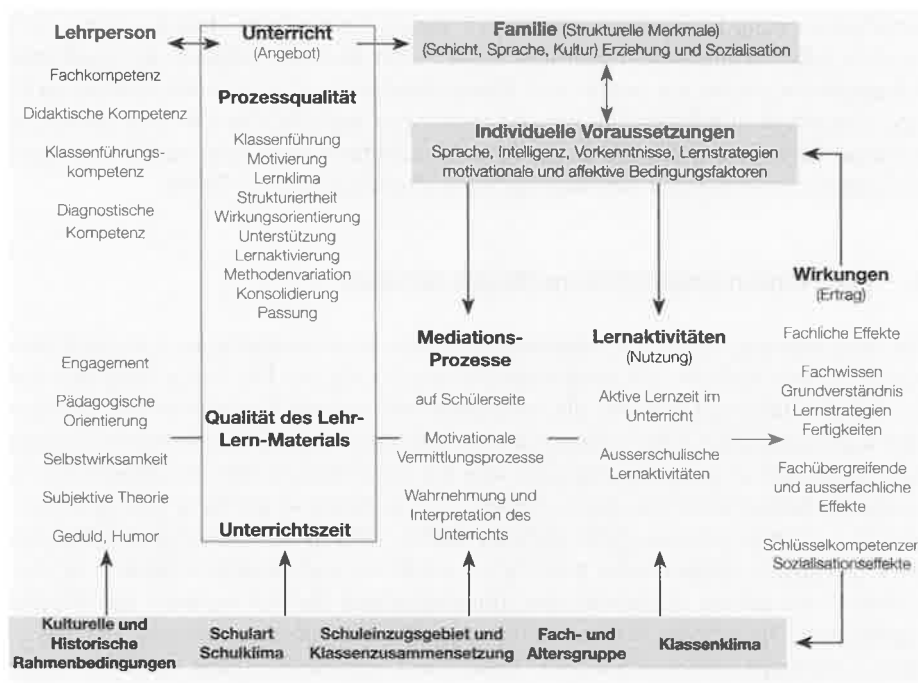 Lehrperson
Fachkompetenz
Didaktische Kompetenz
Klassenführungs-
kompetenz
Diagnostische
Kompetenz
Engagement
Pädagogische
Orientierung
Selbstwirksamkeit
Subjektive Theorie
Geduld, Humor
Unterricht
(Angebot)
Prozessqualität
Klassenführung
Motivierung
Lernklima
Strukturiertheit
Wirkungsorientierung
Unterstützung
Lernaktivierung
Methodenvariation
Konsolidierung
Passung
Qualität des Lehr-
Lern-Materials
Unterrichtszeit
Familie (Strukturelle Merkmale)
(Schicht, Sprache, Kultur) Erziehung und Sozialisation
Individuelle Voraussetzungen
Sprache, Intelligenz, Vorkenntnisse, Lernstrategien
motivationale und affektive Bedingungsfaktoren
Mediations-
Prozesse
auf Schülerseite
Motivationale
Vermittlungsprozesse
Wahrnehmung und
Interpretation des
Unterrichts
Lernaktivitäten
(Nutzung)
Aktive Lernzeit im
Unterricht
Ausserschulische
Lernaktivitäten
Wirkungen
(Ertrag)
Fachliche Effekte
Fachwissen
Grundverständnis
Lernstrategien
Fertigkeiten
Fachübergreifende
und ausserfachliche
Effekte
Schlüsselkompetenzen
Sozialisationseffekte
Kulturelle und
Historische
Rahmenbedingungen
Schulart
Schulklima
Schuleinzugsgebiet und
Klassenzusammensetzung
Fach- und
Altersgruppe
Klassenklima